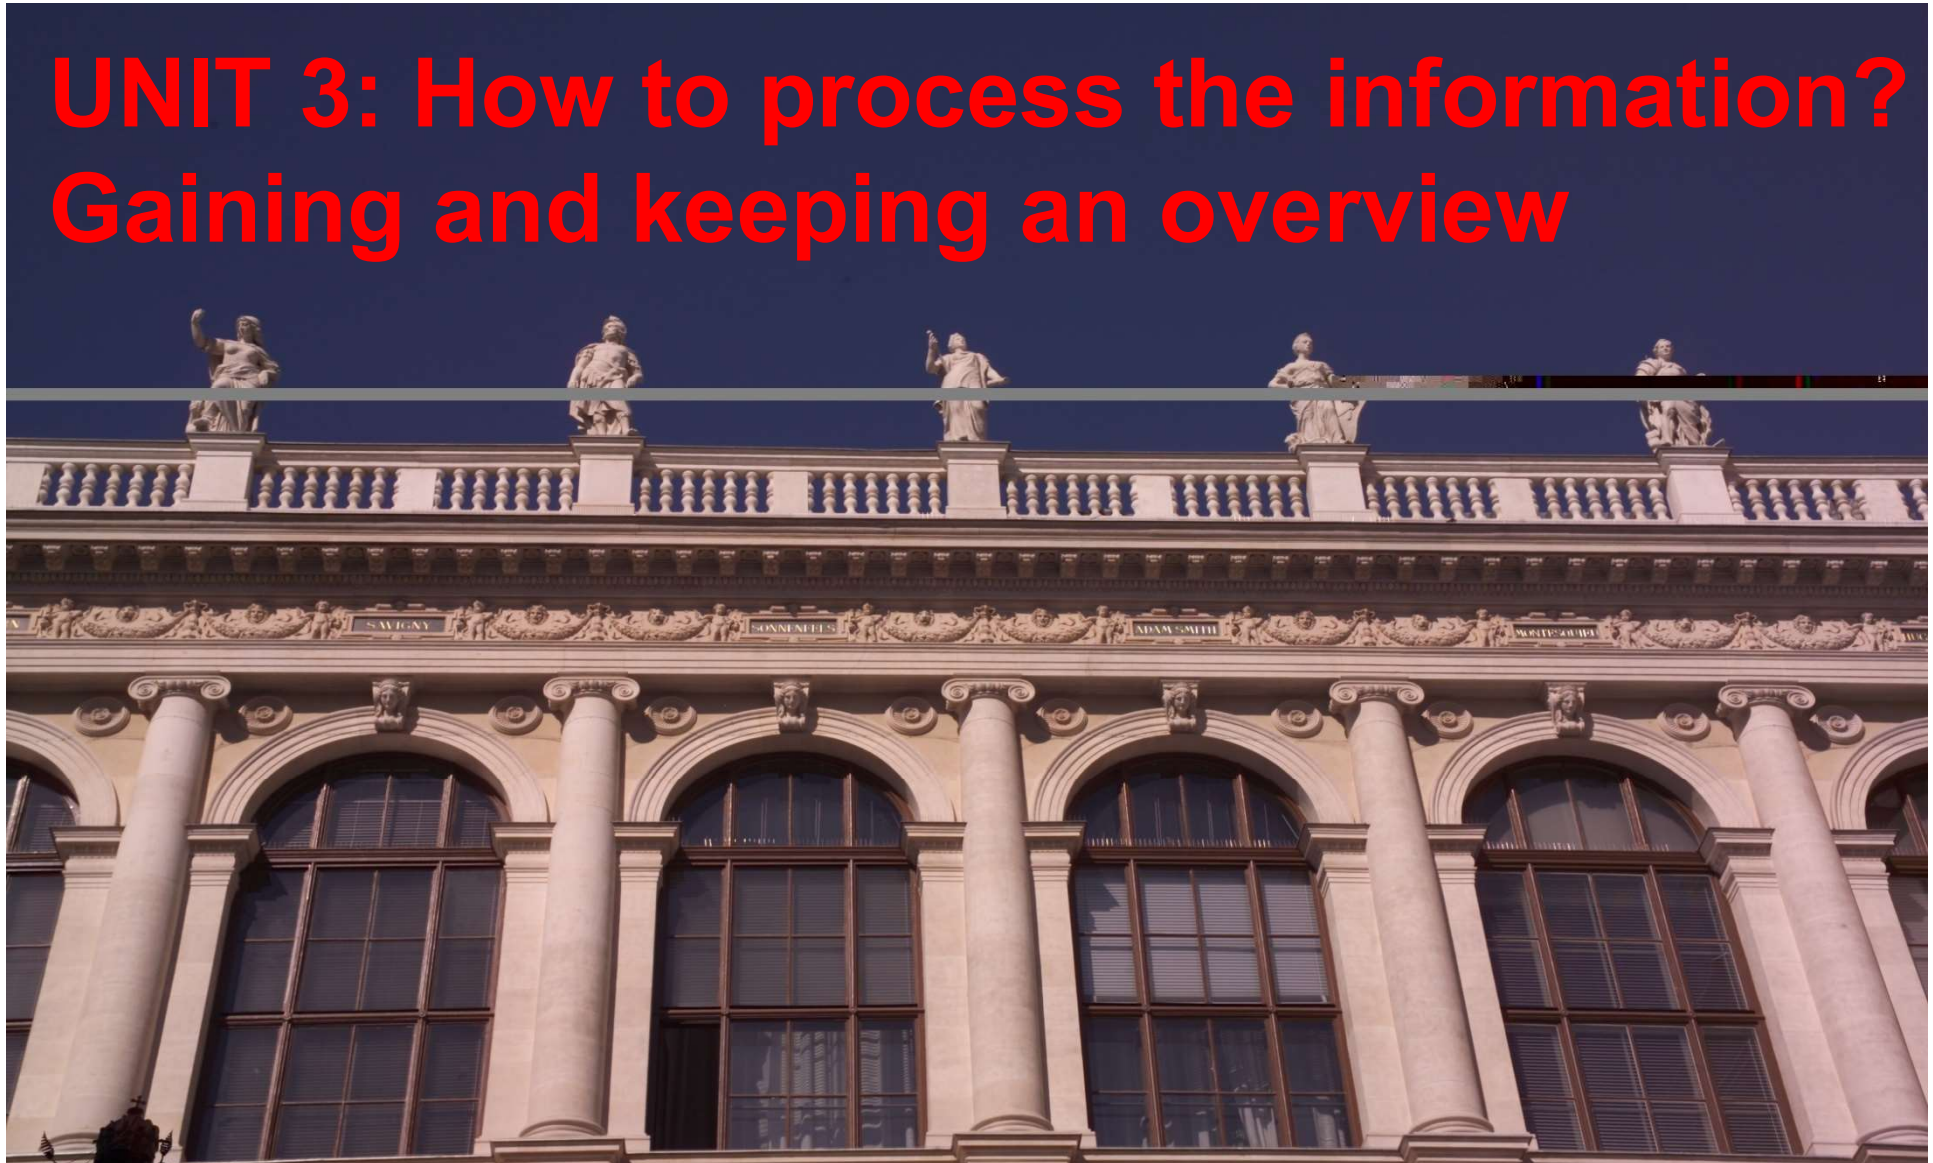 UNIT 3: How to process the information?
Gaining and keeping an overview
SAVIGNY
SONNENFELS
ADAM SMITH
MONTESQUIEU